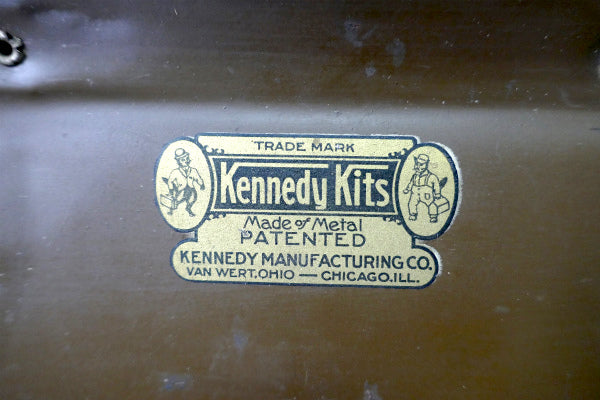 TRADE MARK
Kennedy Kits
Made of Metal
PATENTED
KENNEDY MANUFACTURING CO.
VAN WERT, OHIO — CHICAGO. ILL.